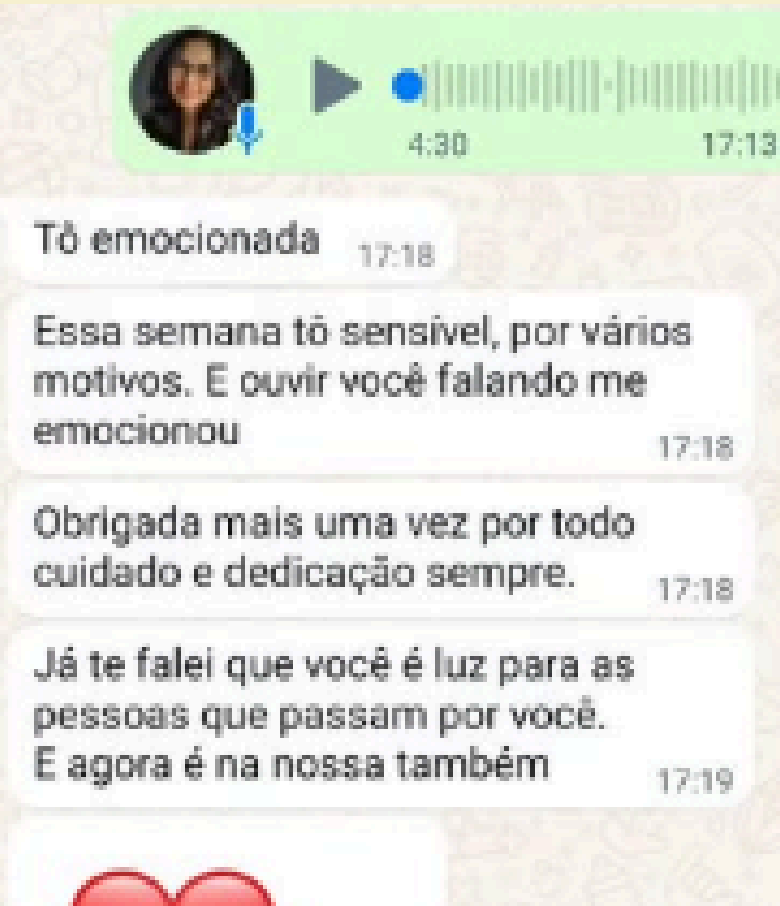 4:30 17:13
Tô emocionada 17:18
Essa semana tô sensível, por vários
motivos. E ouvir você falando me
emocionou 17:18
Obrigada mais uma vez por todo
cuidado e dedicação sempre. 17:18
Já te falei que você é luz para as
pessoas que passam por você.
E agora é na nossa também 17:19